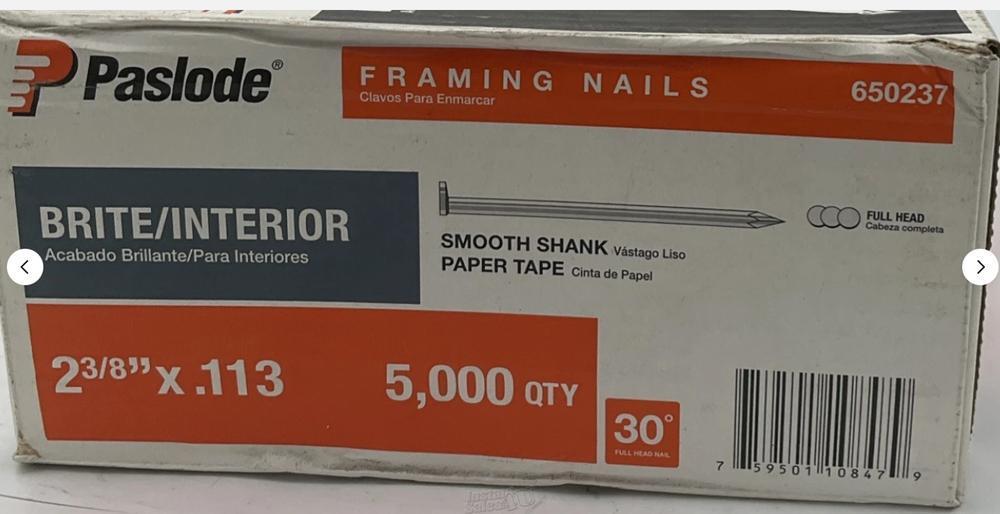 Paslode®
FRAMING NAILS
Clavos Para Enmarcar
650237
BRITE/INTERIOR
Acabado Brillante/Para Interiores
FULL HEAD
Cabeza completa
SMOOTH SHANK Vástago Liso
PAPER TAPE Cinta de Papel
2 3/8" x .113
5,000 QTY
30°
FULL HEAD NAIL
7 59501 10847 9